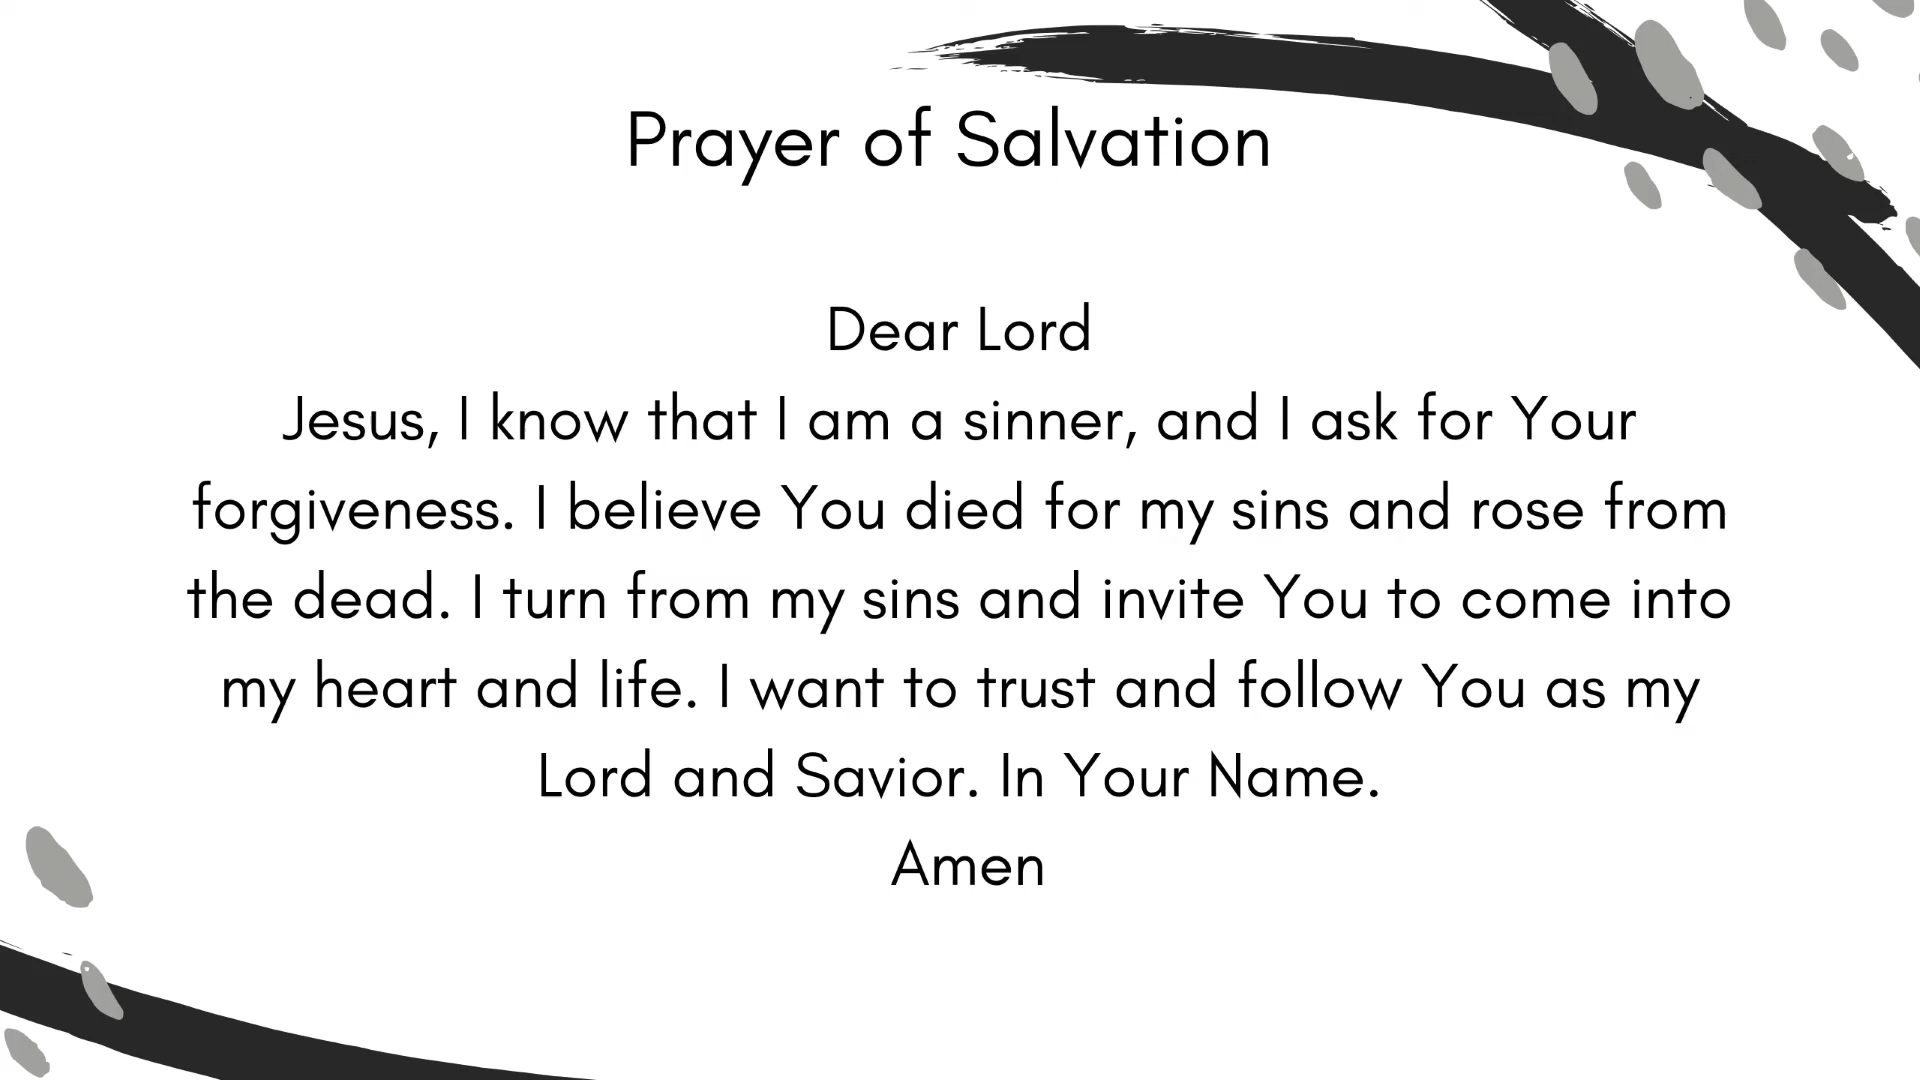 Prayer of Salvation
Dear Lord
Jesus, I know that I am a sinner, and I ask for Your
forgiveness. I believe You died for my sins and rose from
the dead. I turn from my sins and invite You to come into
my heart and life. I want to trust and follow You as my
Lord and Savior. In Your Name.
Amen